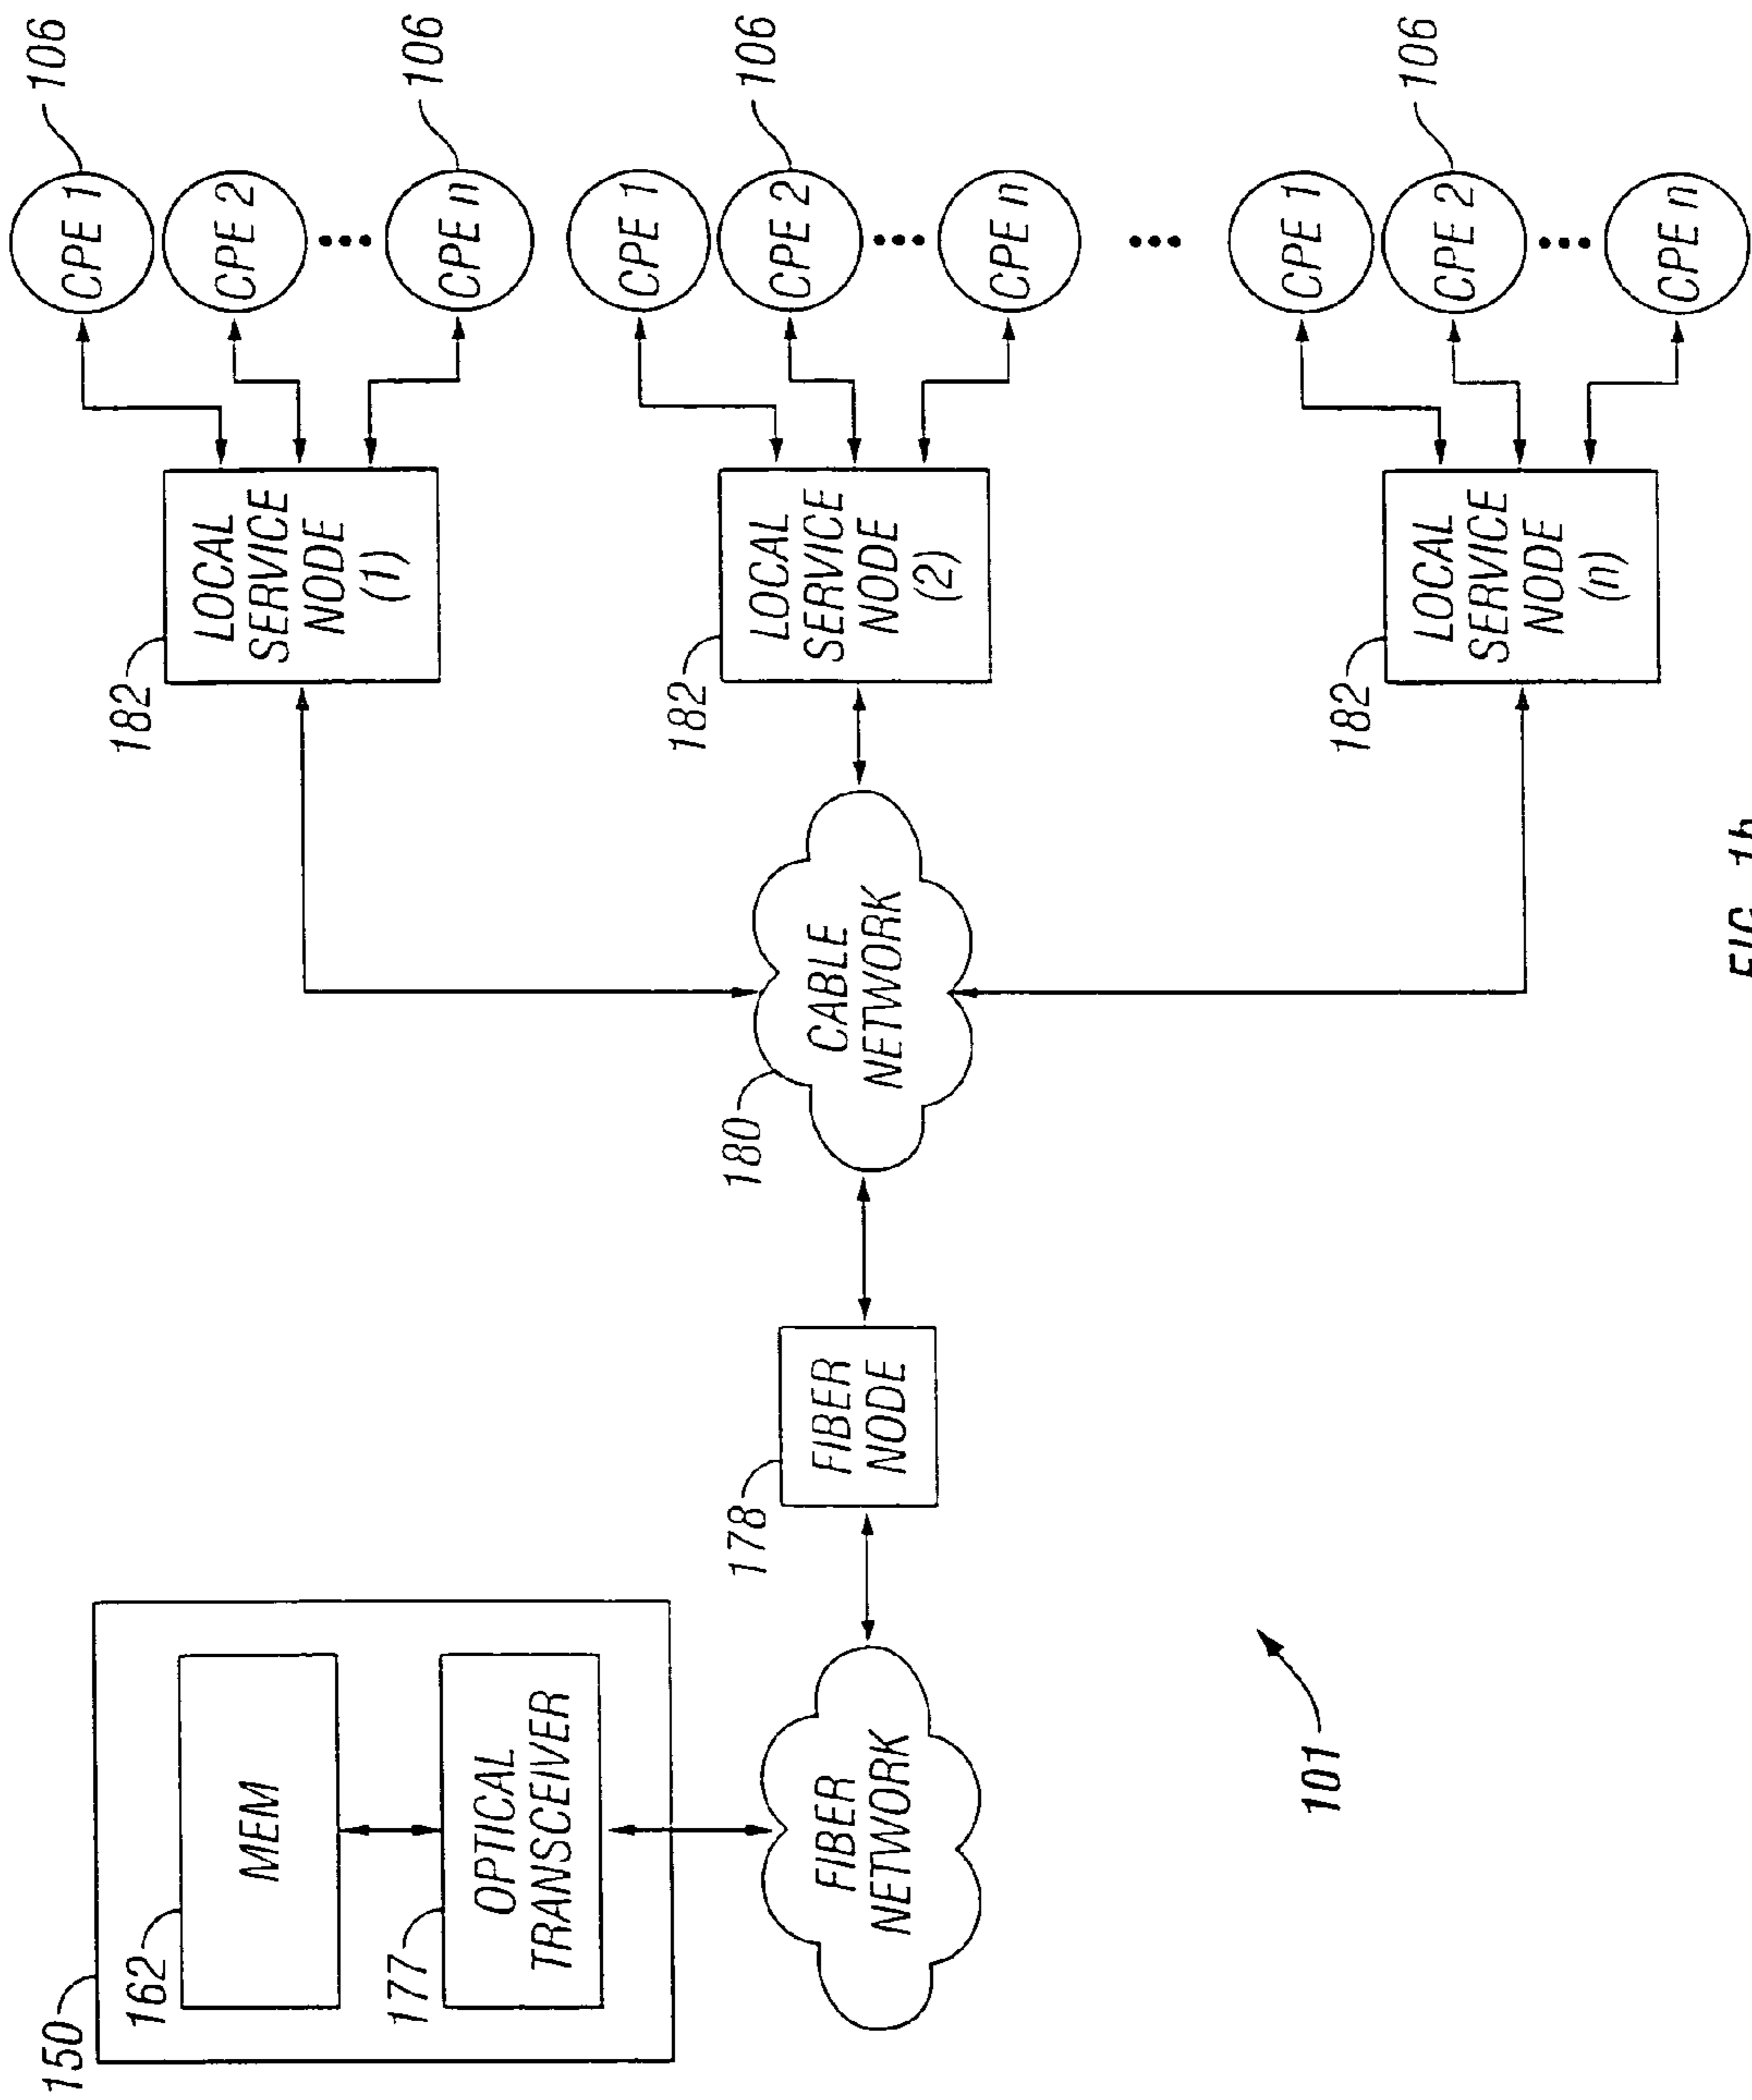 150
162
MEM
177
OPTICAL
TRANSCEIVER
FIBER
NETWORK
178
FIBER
NODE
180
CABLE
NETWORK
182
LOCAL
SERVICE
NODE
(1)
CPE 1
106
CPE 2
CPE n
106
182
LOCAL
SERVICE
NODE
(2)
CPE 1
CPE 2
106
CPE n
182
LOCAL
SERVICE
NODE
(n)
CPE 1
CPE 2
106
CPE n
101
FIG. 1b